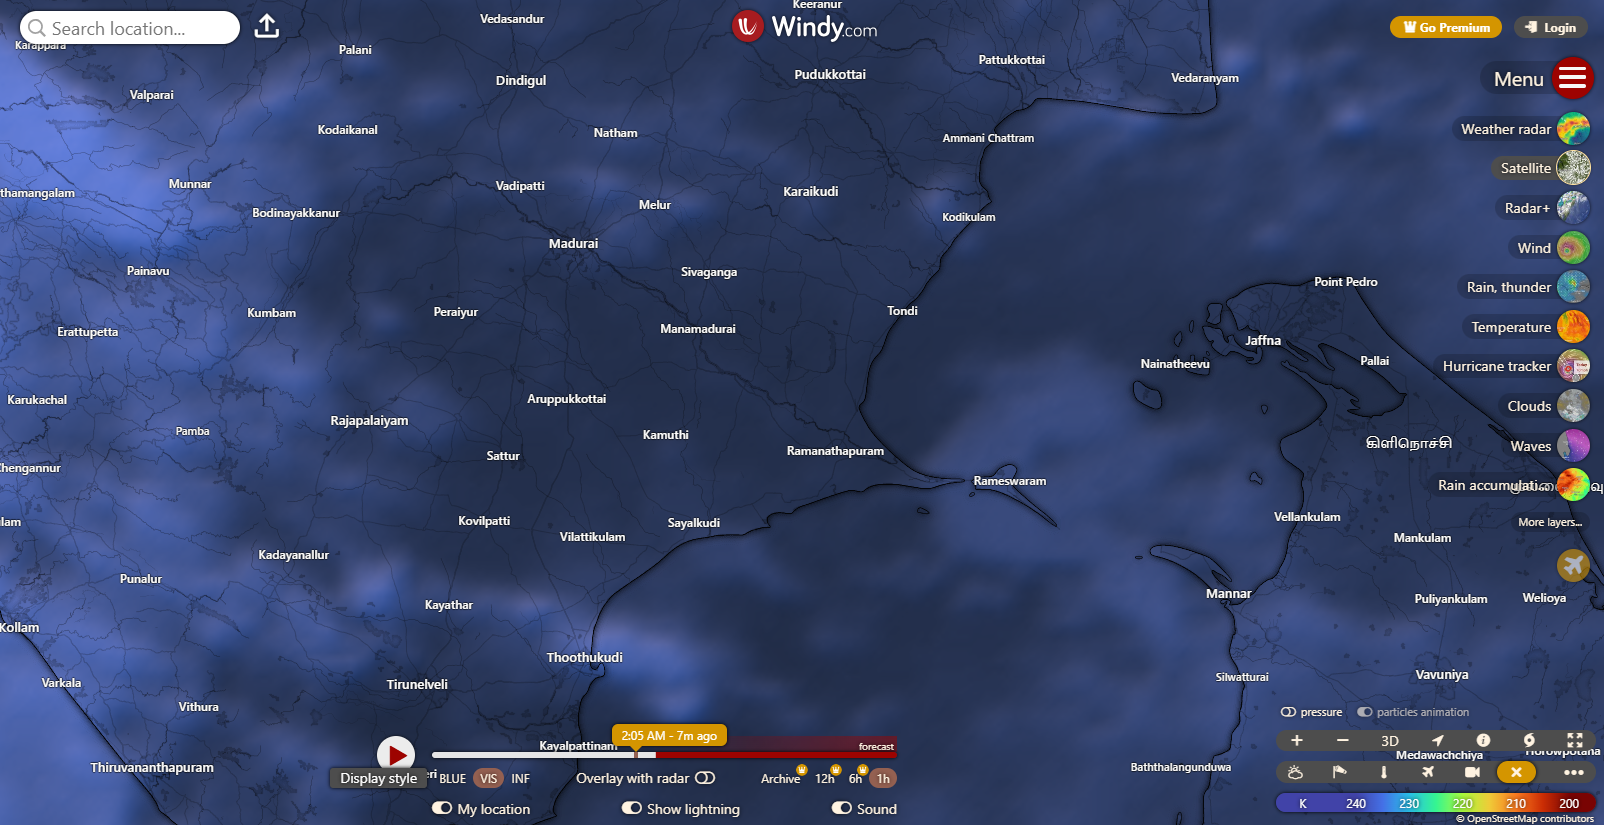 Search location...
Windy.com
Go Premium
Login
Menu
Weather radar
Satellite
Radar+
Wind
Rain, thunder
Temperature
Hurricane tracker
Clouds
Waves
More layers...
Keeranur
Vedasandur
Karappara
Palani
Pattukkottai
Pudukkottai
Vedaranyam
Dindigul
Valparai
Kodaikanal
Natham
Ammani Chattram
Munnar
Vadipatti
Karaikudi
thamangalam
Melur
Bodinayakkanur
Kodikulam
Madurai
Painavu
Sivaganga
Point Pedro
Kumbam
Peraiyur
Tondi
Erattupetta
Manamadurai
Jaffna
Nainatheevu
Pallai
Karukachal
Aruppukkottai
Rajapalaiyam
Pamba
Kamuthi
கிளிநொச்சி
Ramanathapuram
Sattur
Chengannur
Rameswaram
Rain accumulati
Vellankulam
lam
Kovilpatti
Sayalkudi
Vilattikulam
Mankulam
Kadayanallur
Punalur
Mannar
Puliyankulam
Welioya
Kayathar
Kollam
Thoothukudi
Silwatturai
Vavuniya
Varkala
Tirunelveli
Vithura
Kayalpattinam
Thiruvananthapuram
Baththalangunduwa
Medawachchiya
Horowpotana
pressure
particles animation
3D
2:05 AM - 7m ago
forecast
Display style
eri
BLUE
VIS
INF
Overlay with radar
Archive
12h
6h
1h
My location
Show lightning
Sound
K 240 230 220 210 200
© OpenStreetMap contributors